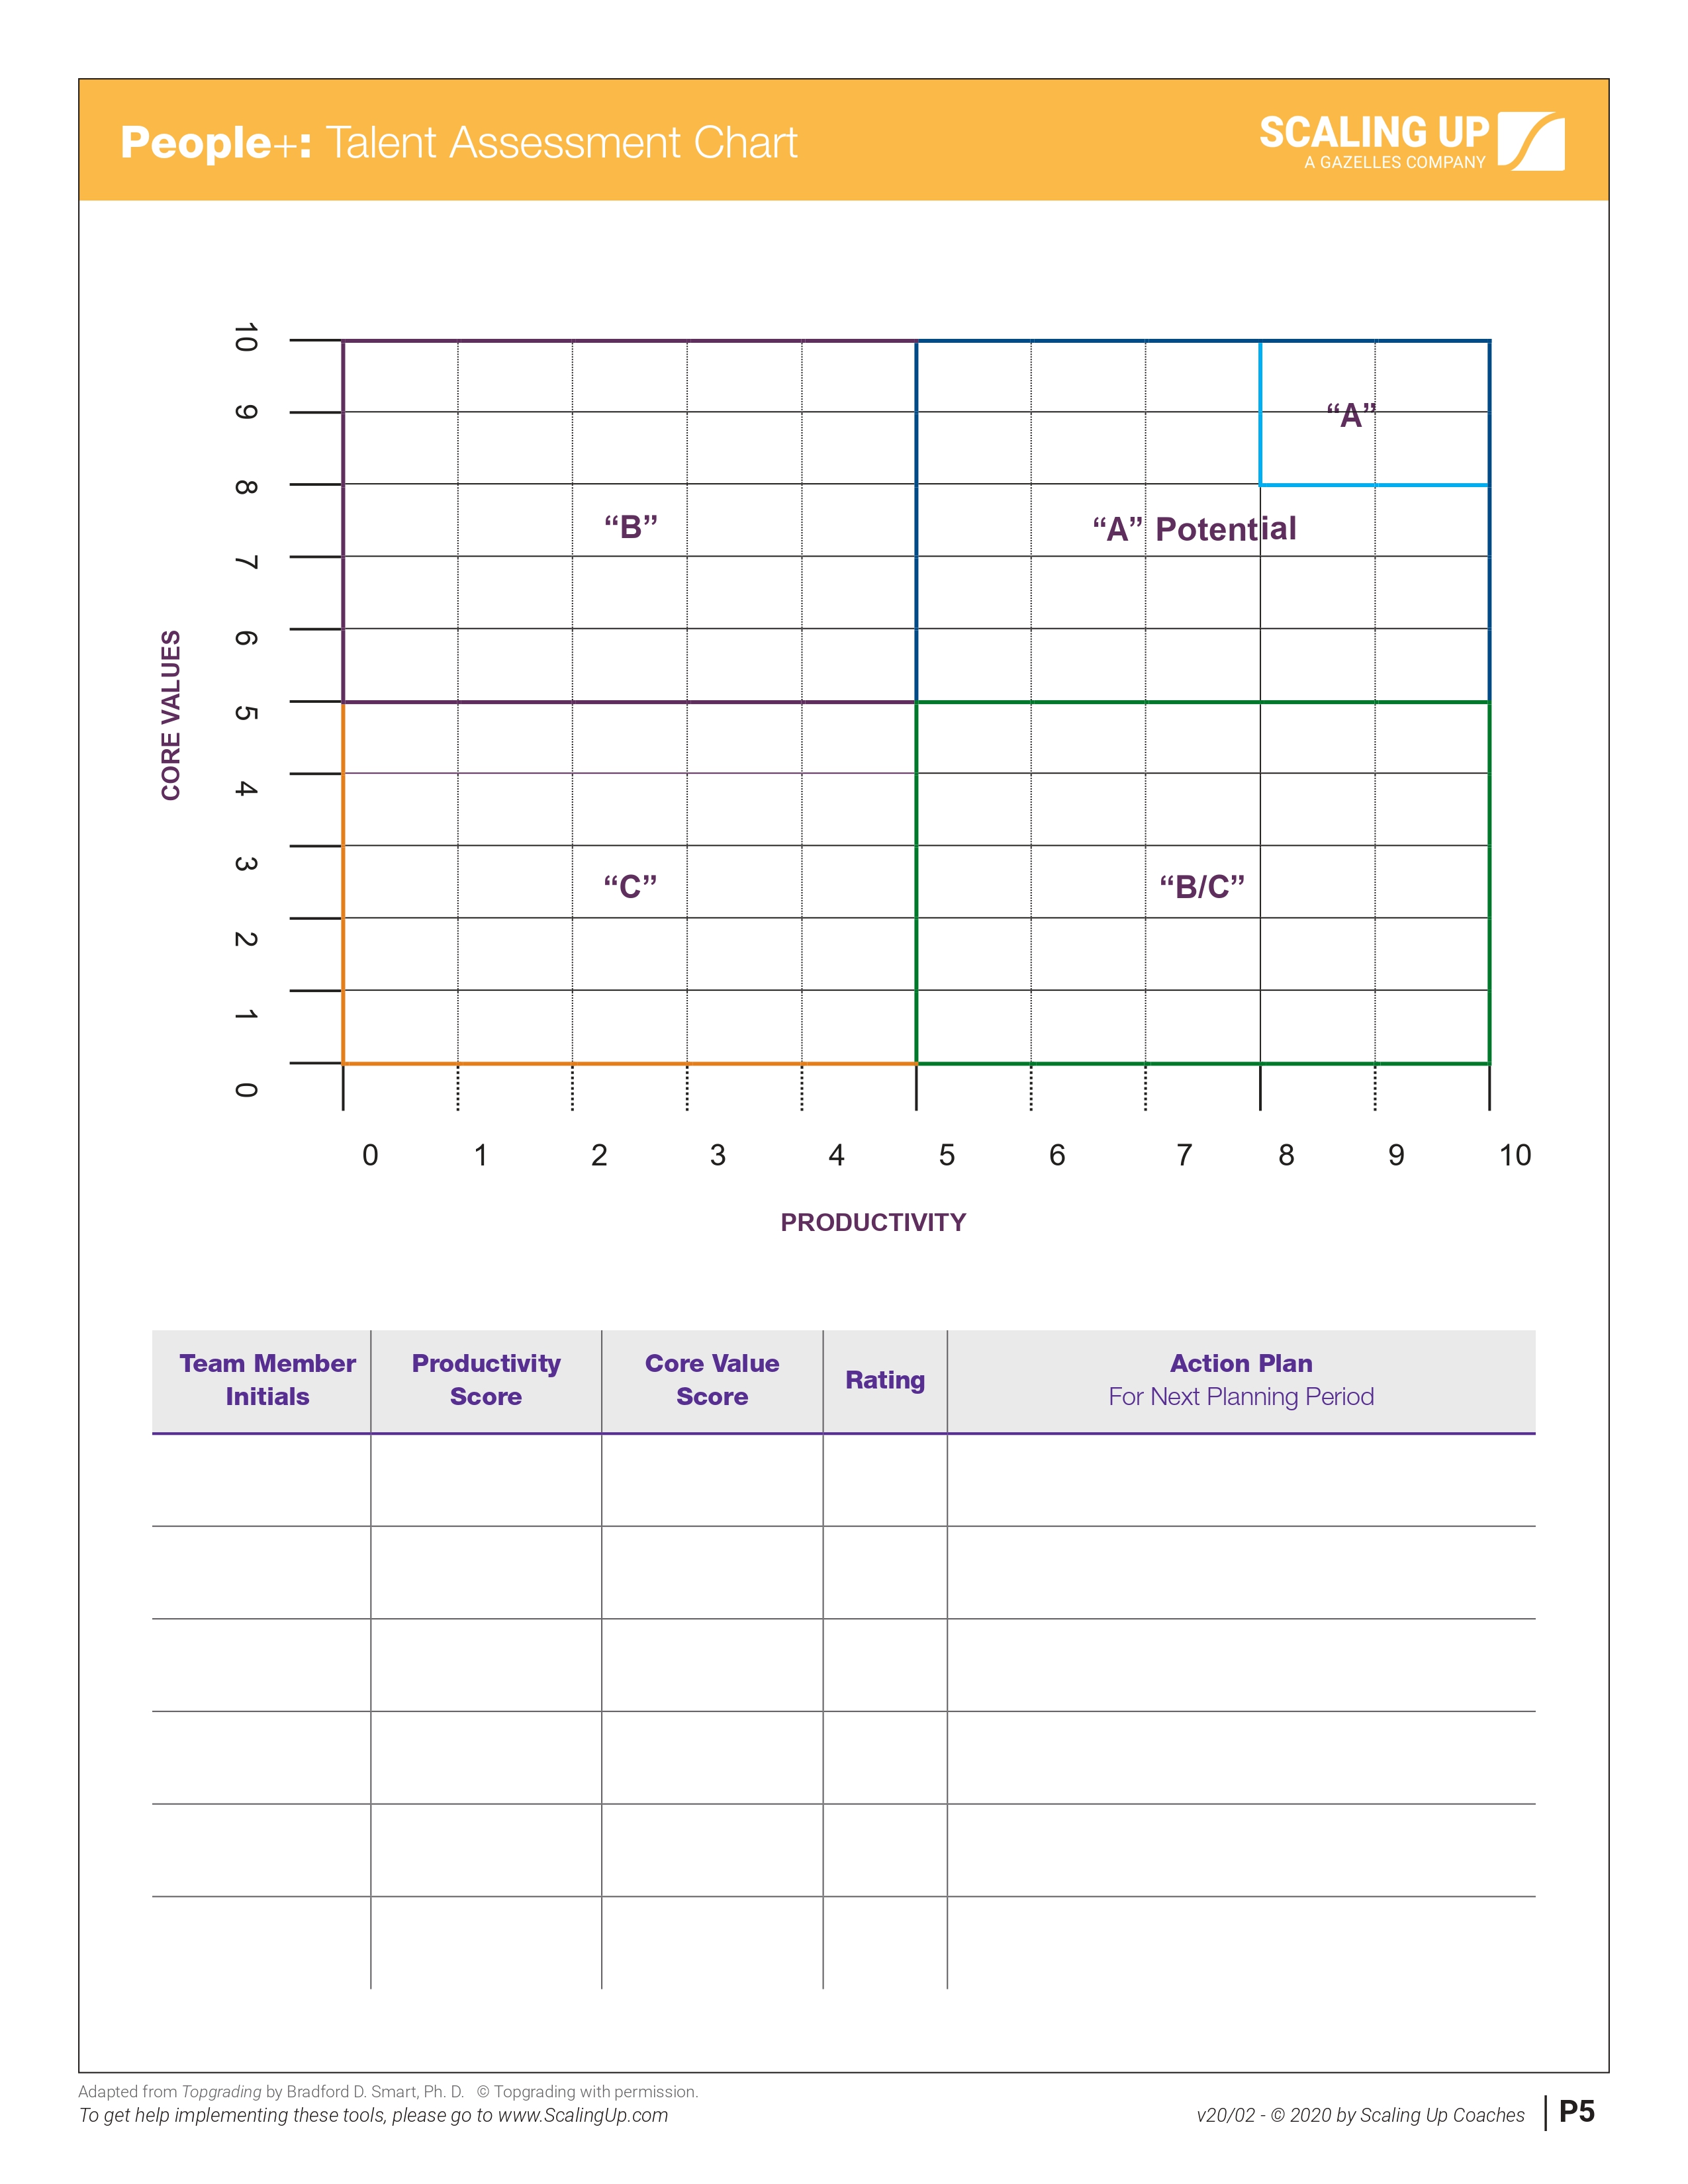 People+: Talent Assessment Chart
SCALING UP
A GAZELLES COMPANY
10
9
8
7
6
5
4
3
2
1
0
CORE VALUES
“A”
“B”
“A” Potential
“C”
“B/C”
0 1 2 3 4 5 6 7 8 9 10
PRODUCTIVITY
Team Member
Initials
Productivity
Score
Core Value
Score
Rating
Action Plan
For Next Planning Period
Adapted from Topgrading by Bradford D. Smart, Ph. D. © Topgrading with permission.
To get help implementing these tools, please go to www.ScalingUp.com
v20/02 - © 2020 by Scaling Up Coaches
P5